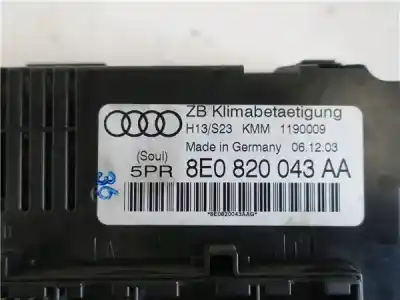 ZB Klimabetaetigung
H13/S23 KMM 1190009
Made in Germany 06.12.03
(Soul)
5PR 8E0 820 043 AA
*8E0820043AAG*
36